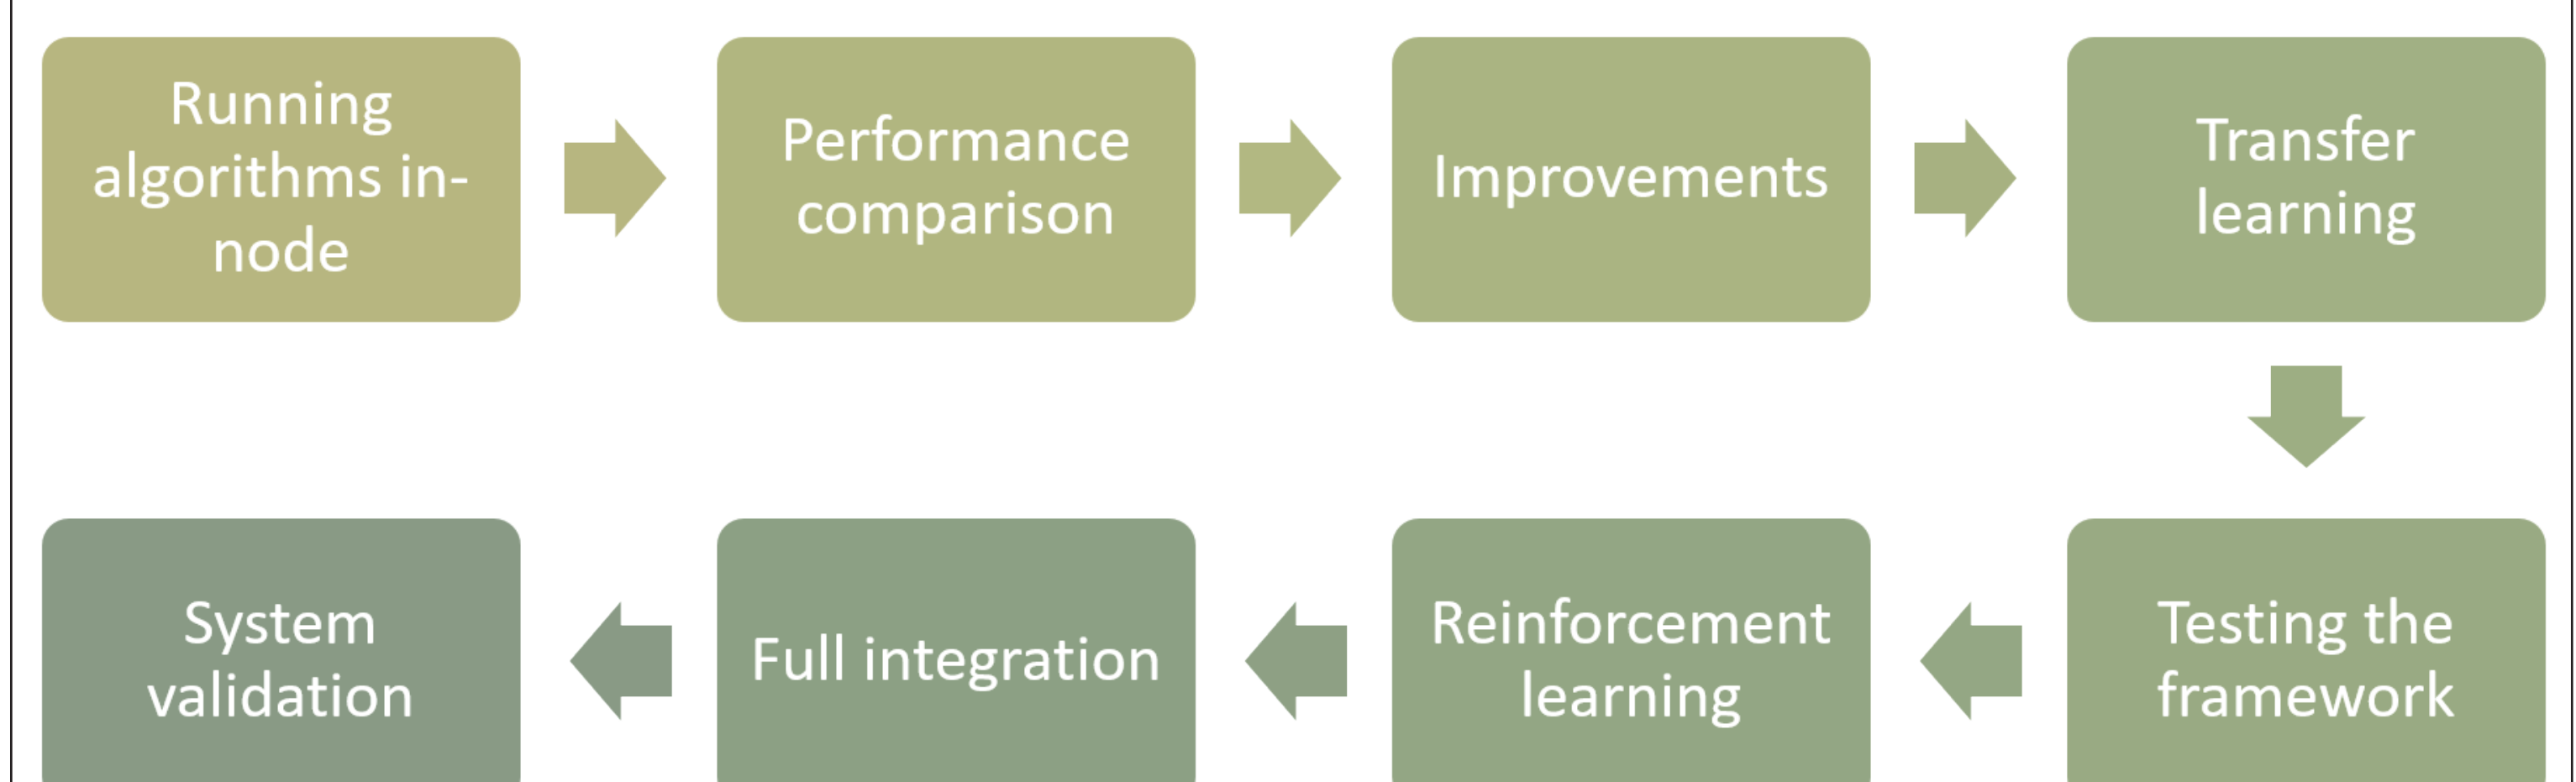 Running
algorithms in-
node
Performance
comparison
Improvements
Transfer
learning
Testing the
framework
Reinforcement
learning
Full integration
System
validation